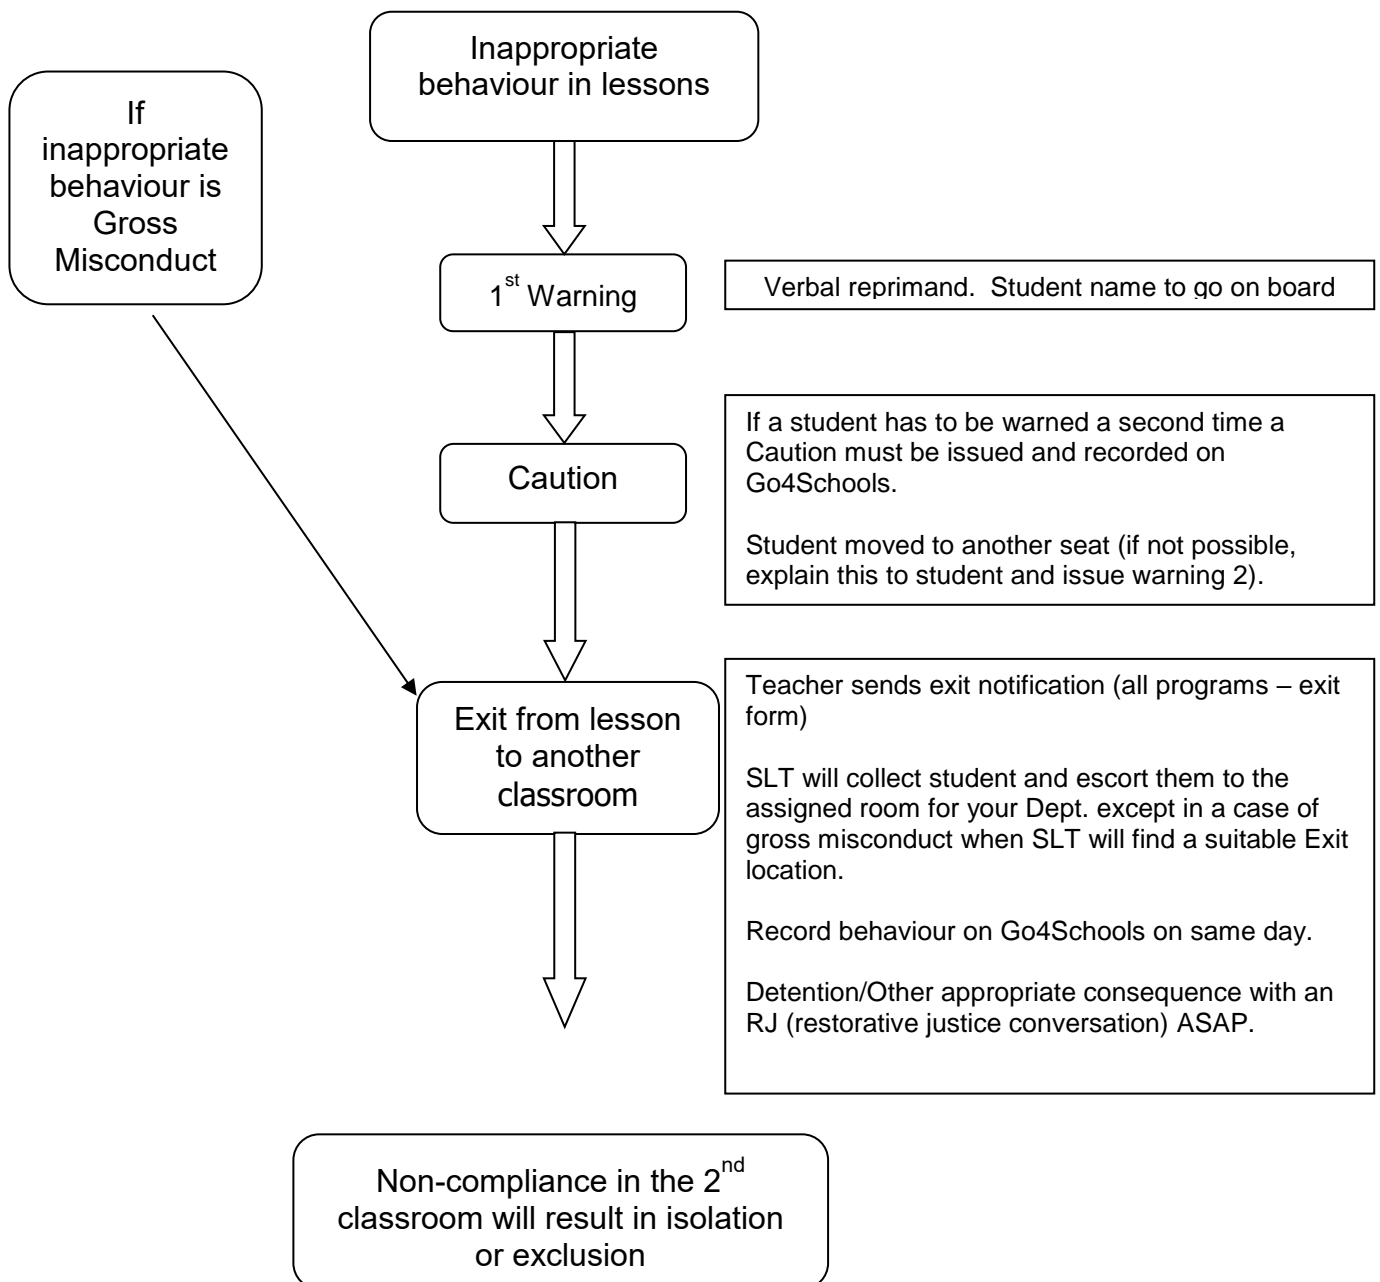 Inappropriate
behaviour in lessons
If
inappropriate
behaviour is
Gross
Misconduct
1st Warning
Verbal reprimand.  Student name to go on board
Caution
If a student has to be warned a second time a
Caution must be issued and recorded on
Go4Schools.
Student moved to another seat (if not possible,
explain this to student and issue warning 2).
Exit from lesson
to another
classroom
Teacher sends exit notification (all programs – exit
form)
SLT will collect student and escort them to the
assigned room for your Dept. except in a case of
gross misconduct when SLT will find a suitable Exit
location.
Record behaviour on Go4Schools on same day.
Detention/Other appropriate consequence with an
RJ (restorative justice conversation) ASAP.
Non-compliance in the 2nd
classroom will result in isolation
or exclusion